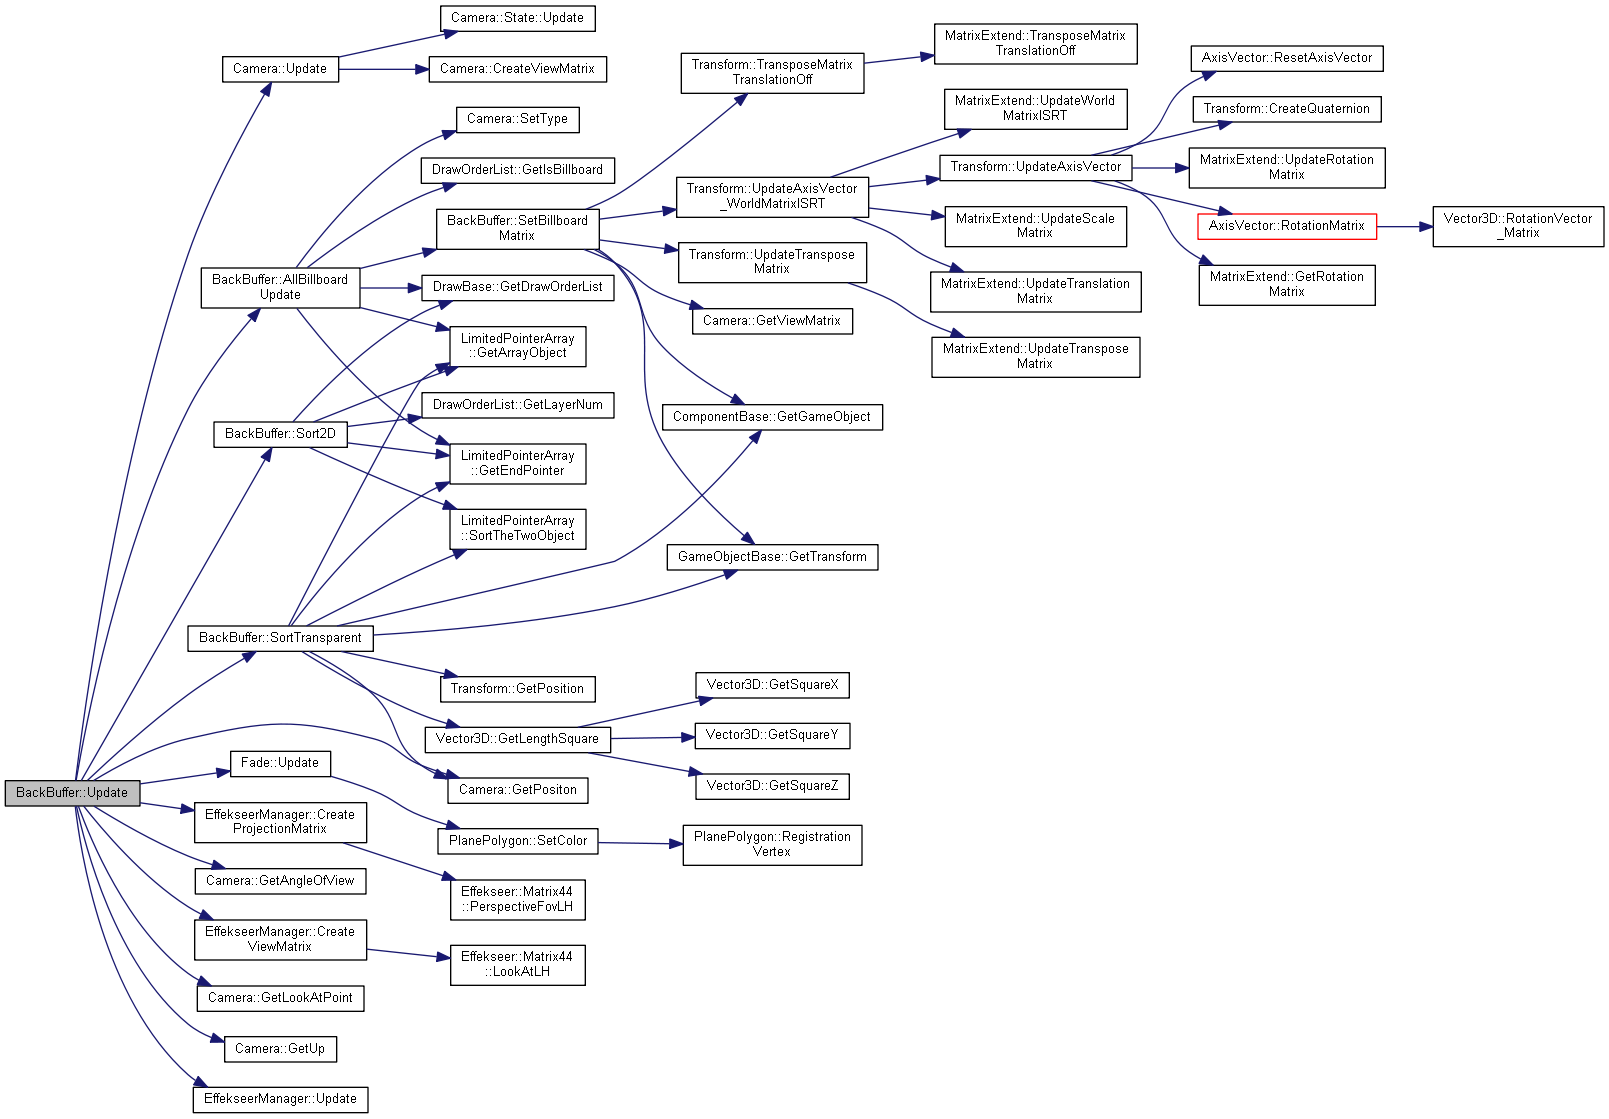 Camera::State::Update
Camera::Update
Camera::CreateViewMatrix
Camera::SetType
DrawOrderList::GetIsBillboard
BackBuffer::SetBillboard
Matrix
BackBuffer::AllBillboard
Update
DrawBase::GetDrawOrderList
LimitedPointerArray
::GetArrayObject
DrawOrderList::GetLayerNum
BackBuffer::Sort2D
LimitedPointerArray
::GetEndPointer
LimitedPointerArray
::SortTheTwoObject
BackBuffer::SortTransparent
Transform::GetPosition
Vector3D::GetLengthSquare
Fade::Update
Camera::GetPositon
BackBuffer::Update
EffekseerManager::Create
ProjectionMatrix
PlanePolygon::SetColor
Camera::GetAngleOfView
Effekseer::Matrix44
::PerspectiveFovLH
EffekseerManager::Create
ViewMatrix
Effekseer::Matrix44
::LookAtLH
Camera::GetLookAtPoint
Camera::GetUp
EffekseerManager::Update
Transform::TransposeMatrix
TranslationOff
Transform::UpdateAxisVector
_WorldMatrixISRT
Transform::UpdateTranspose
Matrix
Camera::GetViewMatrix
ComponentBase::GetGameObject
GameObjectBase::GetTransform
Vector3D::GetSquareX
Vector3D::GetSquareY
Vector3D::GetSquareZ
PlanePolygon::Registration
Vertex
MatrixExtend::TransposeMatrix
TranslationOff
MatrixExtend::UpdateWorld
MatrixISRT
Transform::UpdateAxisVector
MatrixExtend::UpdateScale
Matrix
MatrixExtend::UpdateTranslation
Matrix
MatrixExtend::UpdateTranspose
Matrix
AxisVector::ResetAxisVector
Transform::CreateQuaternion
MatrixExtend::UpdateRotation
Matrix
AxisVector::RotationMatrix
MatrixExtend::GetRotation
Matrix
Vector3D::RotationVector
_Matrix